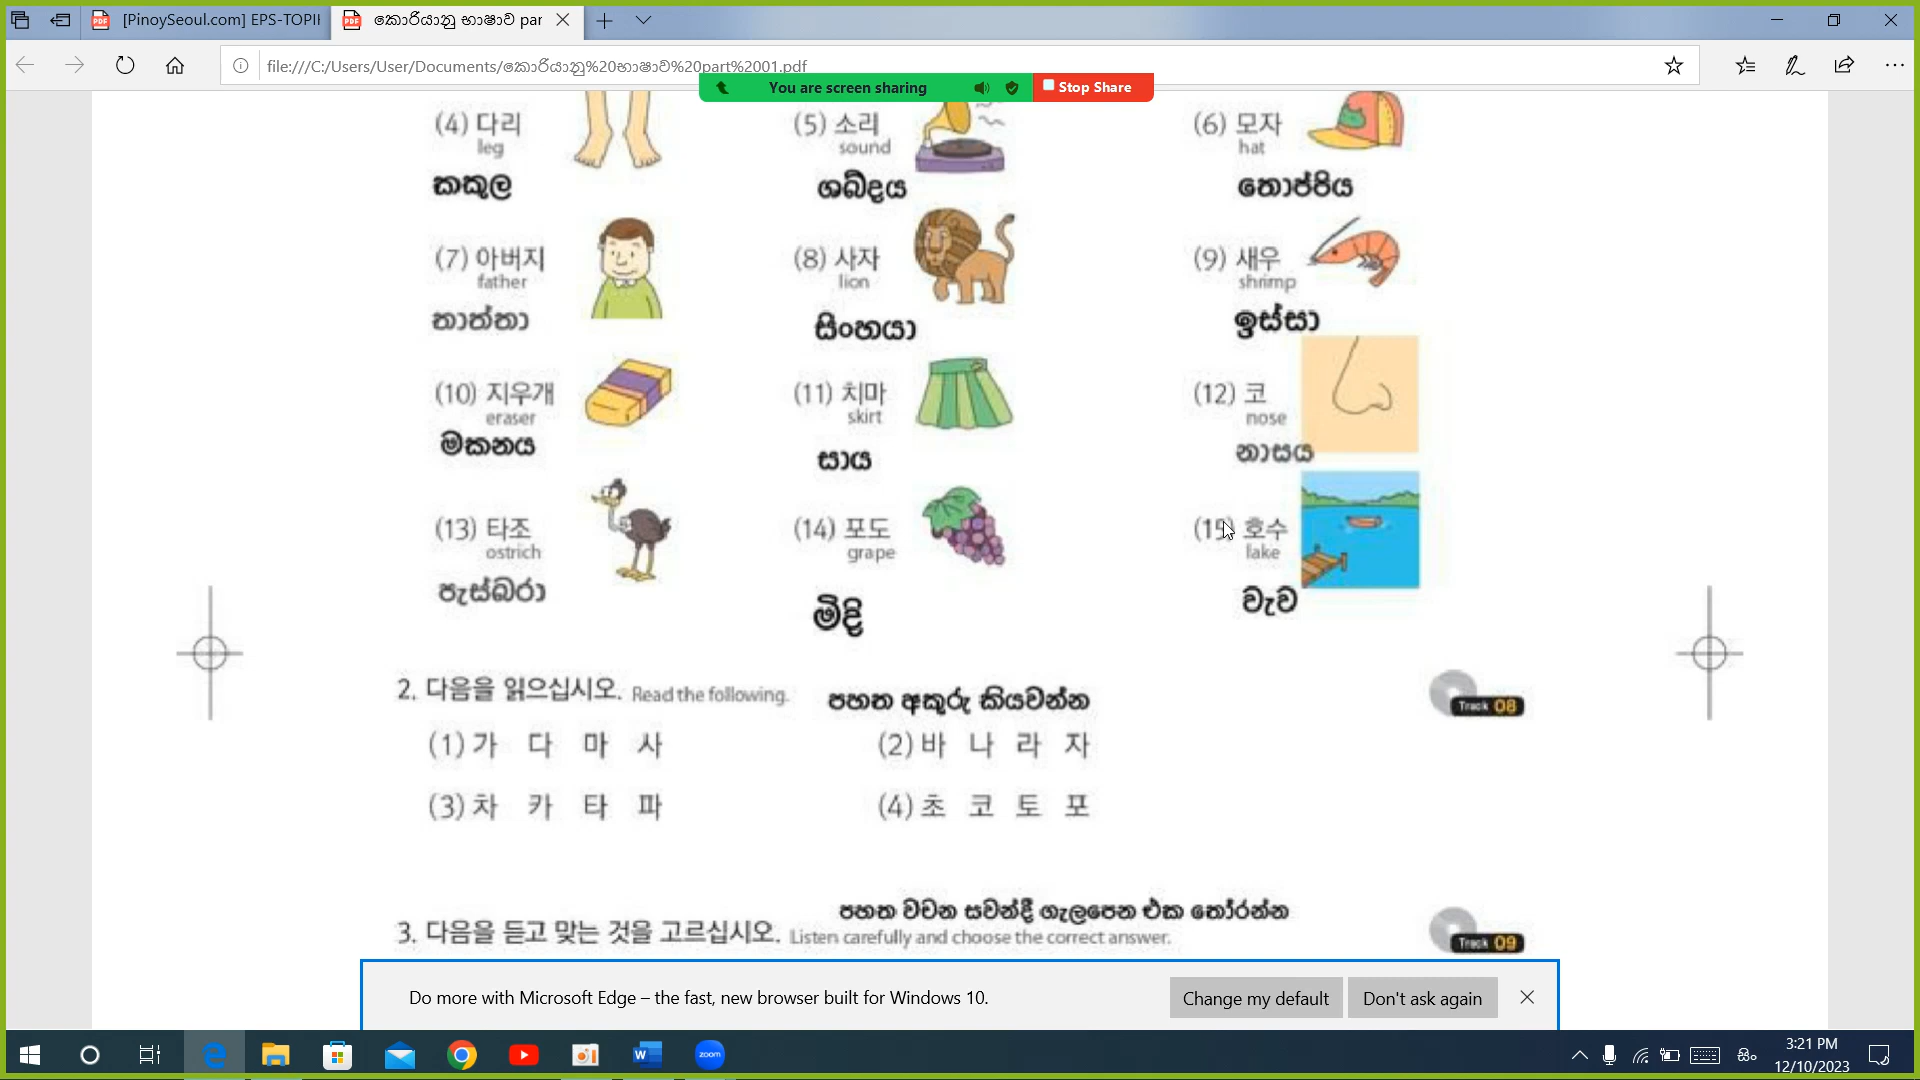 [PinoySeoul.com] EPS-TOPIK
කොරියානු භාෂාව par
file:///C:/Users/User/Documents/කොරියානු%20භාෂාව%20part%2001.pdf
You are screen sharing
Stop Share
(4) 다리
leg
කකුල
(5) 소리
sound
ශබ්දය
(6) 모자
hat
තොප්පිය
(7) 아버지
father
තාත්තා
(8) 사자
lion
සිංහයා
(9) 새우
shrimp
ඉස්සා
(10) 지우개
eraser
මකනය
(11) 치마
skirt
සාය
(12) 코
nose
නාසය
(13) 타조
ostrich
පැස්බරා
(14) 포도
grape
මිදි
(15) 호수
lake
වැව
2. 다음을 읽으십시오. Read the following. පහත අකුරු කියවන්න
Track 08
(1) 가 다 마 사
(2) 바 나 라 자
(3) 차 카 타 파
(4) 초 코 토 포
පහත වචන සවන්දී ගැලපෙන එක තෝරන්න
3. 다음을 듣고 맞는 것을 고르십시오. Listen carefully and choose the correct answer.
Track 09
Do more with Microsoft Edge – the fast, new browser built for Windows 10.
Change my default
Don't ask again
zoom
සිං
3:21 PM
12/10/2023